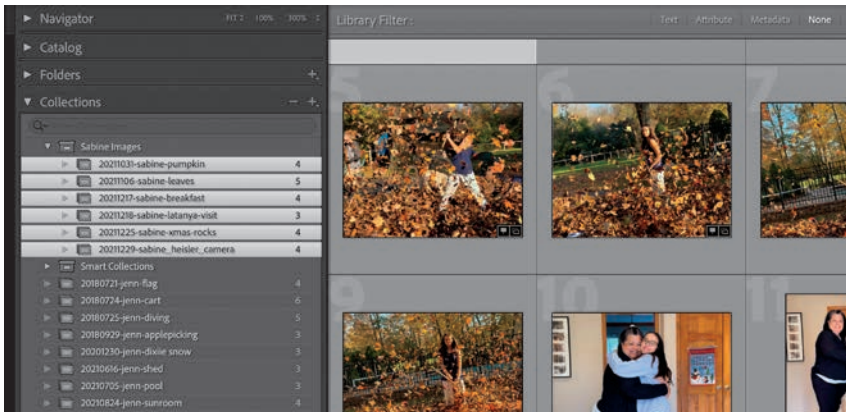 Navigator FIT 100% 300%
Catalog
Folders
Collections
Sabine Images
20211031-sabine-pumpkin 4
20211106-sabine-leaves 5
20211217-sabine-breakfast 4
20211218-sabine-latanya-visit 3
20211225-sabine-xmas-rocks 4
20211229-sabine_heisler_camera 4
Smart Collections
20180721-jenn-flag 4
20180724-jenn-cart 6
20180725-jenn-diving 5
20180929-jenn-applepicking 3
20201230-jenn-dixiie snow 3
20210616-jenn-shed 3
20210705-jenn-pool 3
20210824-jenn-sunroom 4
Library Filter : Text Attribute Metadata None
5 6 7
9 10 11